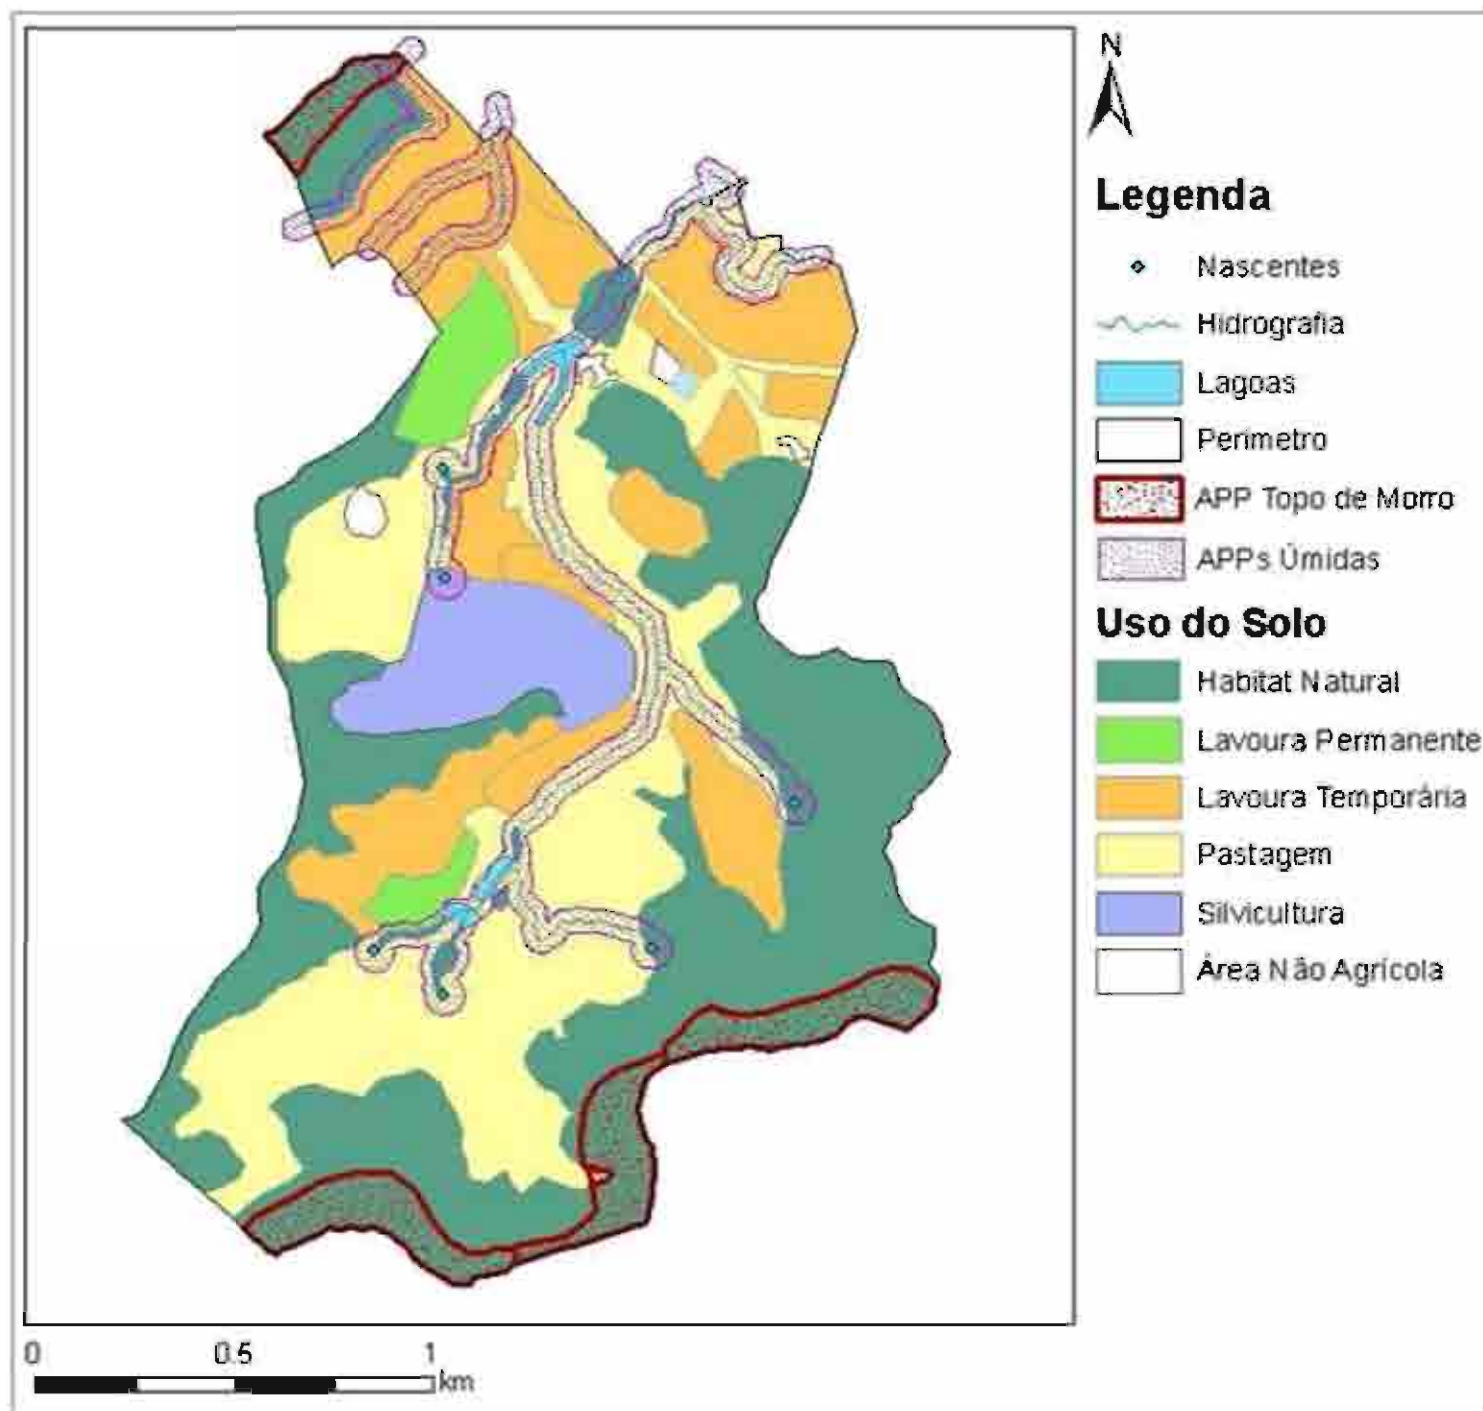 N
Legenda
Nascentes
Hidrografia
Lagoas
Perimetro
APP Topo de Morro
APPs Úmidas
Uso do Solo
Habitat Natural
Lavoura Permanente
Lavoura Temporária
Pastagem
Silvicultura
Área Não Agrícola
0 0.5 1
km